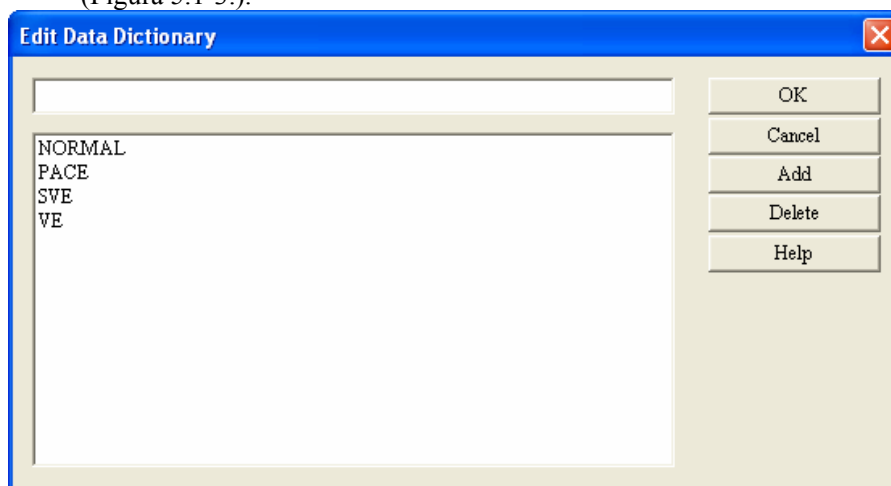 (Figura 5.1-3.).
Edit Data Dictionary
OK
NORMAL
PACE
SVE
VE
Cancel
Add
Delete
Help